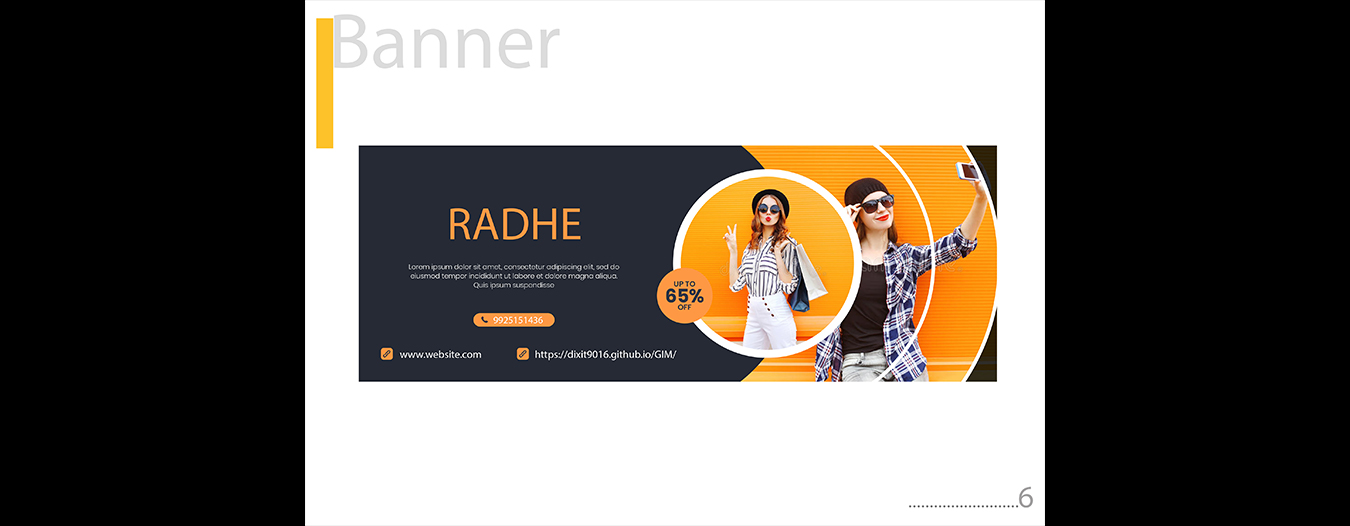 Banner
RADHE
Lorem ipsum dolor sit amet, consectetur adipiscing elit, sed do
eiusmod tempor incididunt ut labore et dolore magna aliqua.
Quis ipsum suspendisse
9925151436
www.website.com
https://dixit9016.github.io/GIM/
UP TO
65%
OFF
...........................6